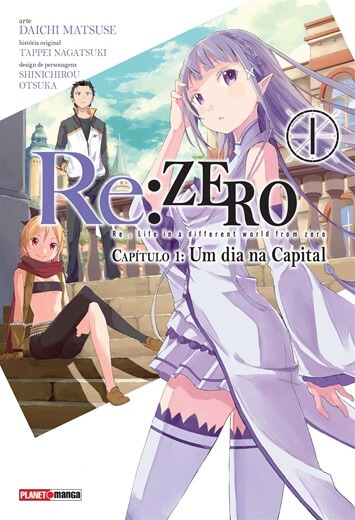 arte
DAICHI MATSUSE
história original
TAPPEI NAGATSUKI
design de personagens
SHINICHIROU
OTSUKA
1
Re:ZERO
Re : Life in a different world from zero
CAPÍTULO 1: Um dia na Capital
PLANET MANGA